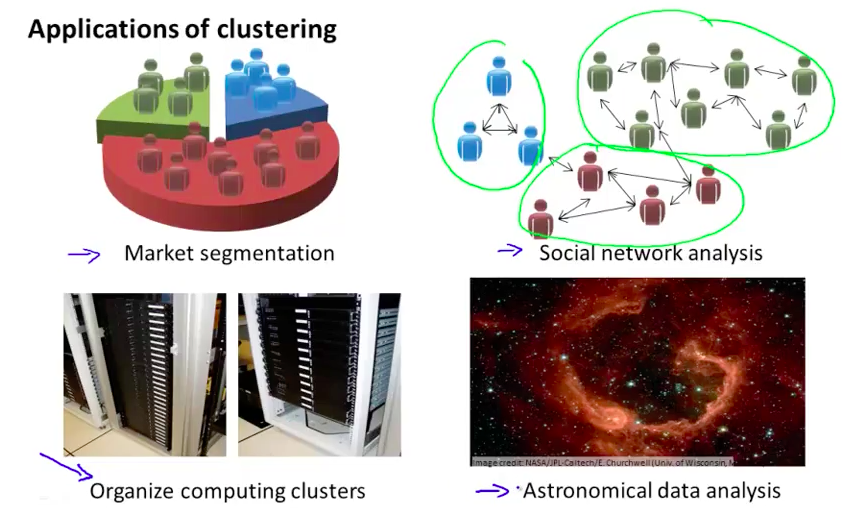 Applications of clustering
Market segmentation
Social network analysis
Image credit: NASA/JPL-Caltech/E. Churchwell (Univ. of Wisconsin,
Organize computing clusters
Astronomical data analysis